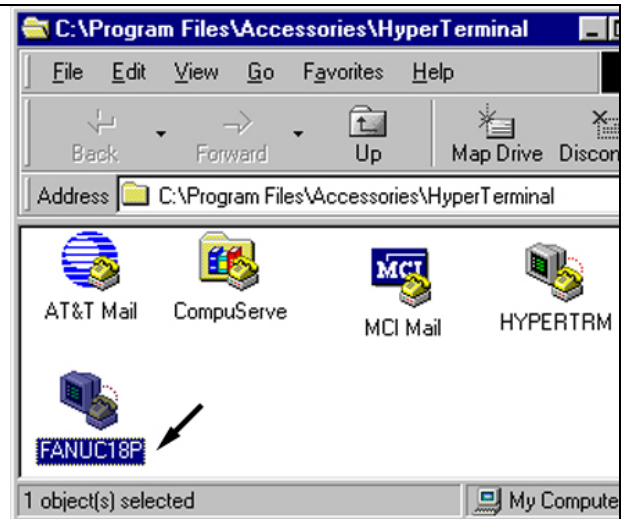 C:\Program Files\Accessories\HyperTerminal
File Edit View Go Favorites Help
Back Forward Up Map Drive Discon
Address C:\Program Files\Accessories\HyperTerminal
AT&T Mail CompuServe MCI Mail HYPERTRM
MCI
FANUC18P
1 object(s) selected My Compute